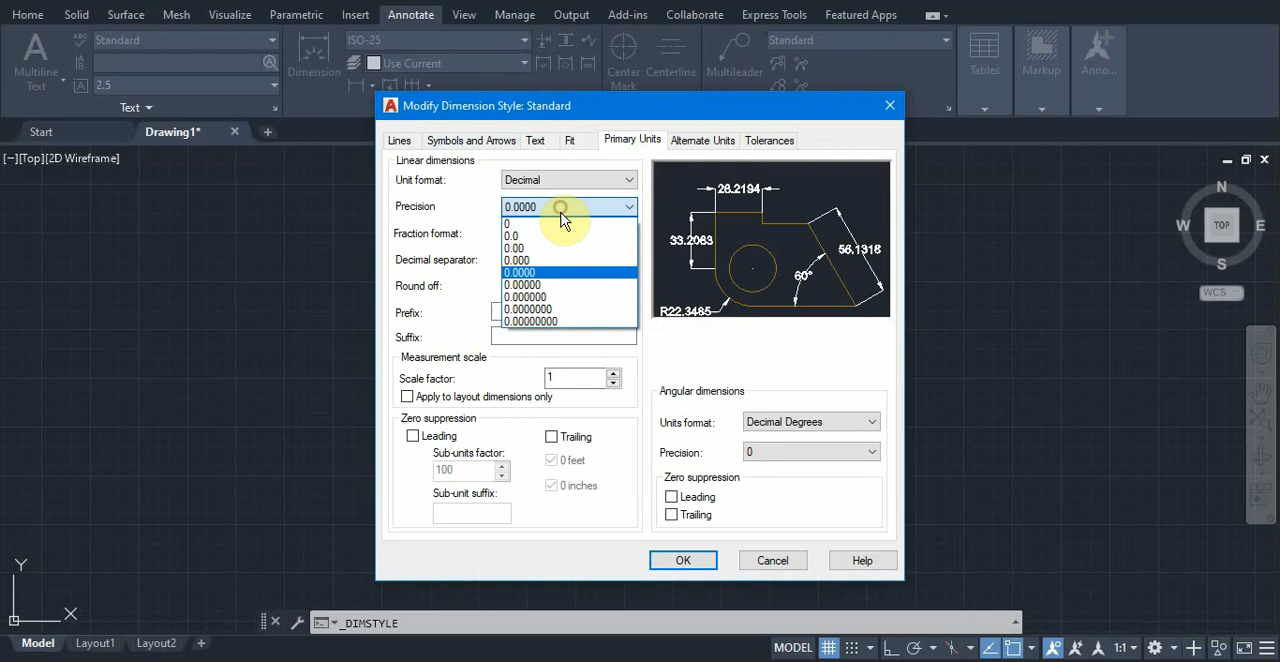 Home Solid Surface Mesh Visualize Parametric Insert Annotate View Manage Output Add-ins Collaborate Express Tools Featured Apps
Multiline
Text
ABC
Standard
2.5
Text
Dimension
ISO-25
Use Current
Center
Mark
Centerline
Multileader
Standard
Tables
Markup
Anno...
Start
Drawing1*
[−][Top][2D Wireframe]
Modify Dimension Style: Standard
Lines Symbols and Arrows Text Fit Primary Units Alternate Units Tolerances
Linear dimensions
Unit format: Decimal
Precision 0.0000
0
0.0
0.00
0.000
0.0000
0.00000
0.000000
0.0000000
0.00000000
Fraction format:
Decimal separator:
Round off:
Prefix:
Suffix:
Measurement scale
Scale factor: 1
Apply to layout dimensions only
Zero suppression
Leading
Trailing
Sub-units factor:
100
0 feet
0 inches
Sub-unit suffix:
28.2194
33.2083
56.1318
60°
R22.3485
Angular dimensions
Units format: Decimal Degrees
Precision: 0
Zero suppression
Leading
Trailing
OK Cancel Help
N
W TOP E
S
WCS
Y
X
_DIMSTYLE
Model Layout1 Layout2
MODEL
1:1